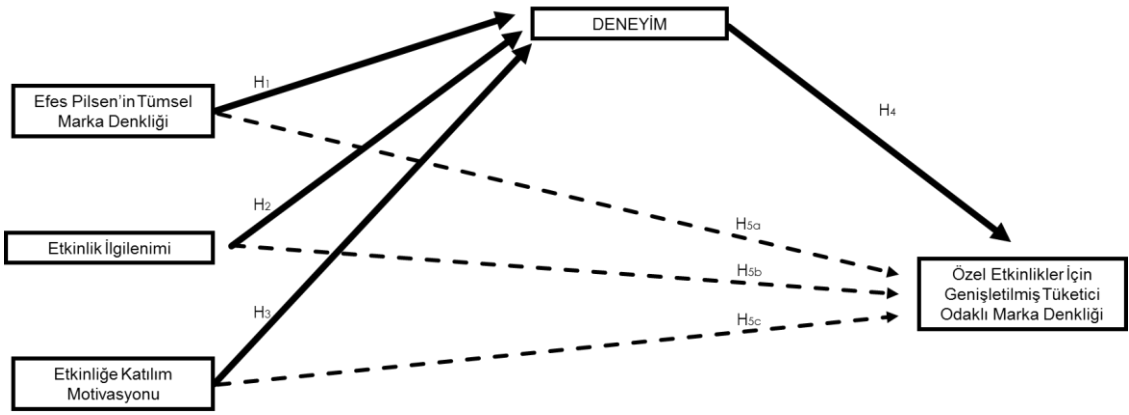 DENEYİM
H1
Efes Pilsen'in Tümsel
Marka Denkliği
H4
H2
Etkinlik İlgilenimi
H5a
H5b
Özel Etkinlikler İçin
Genişletilmiş Tüketici
Odaklı Marka Denkliği
H3
H5c
Etkinliğe Katılım
Motivasyonu